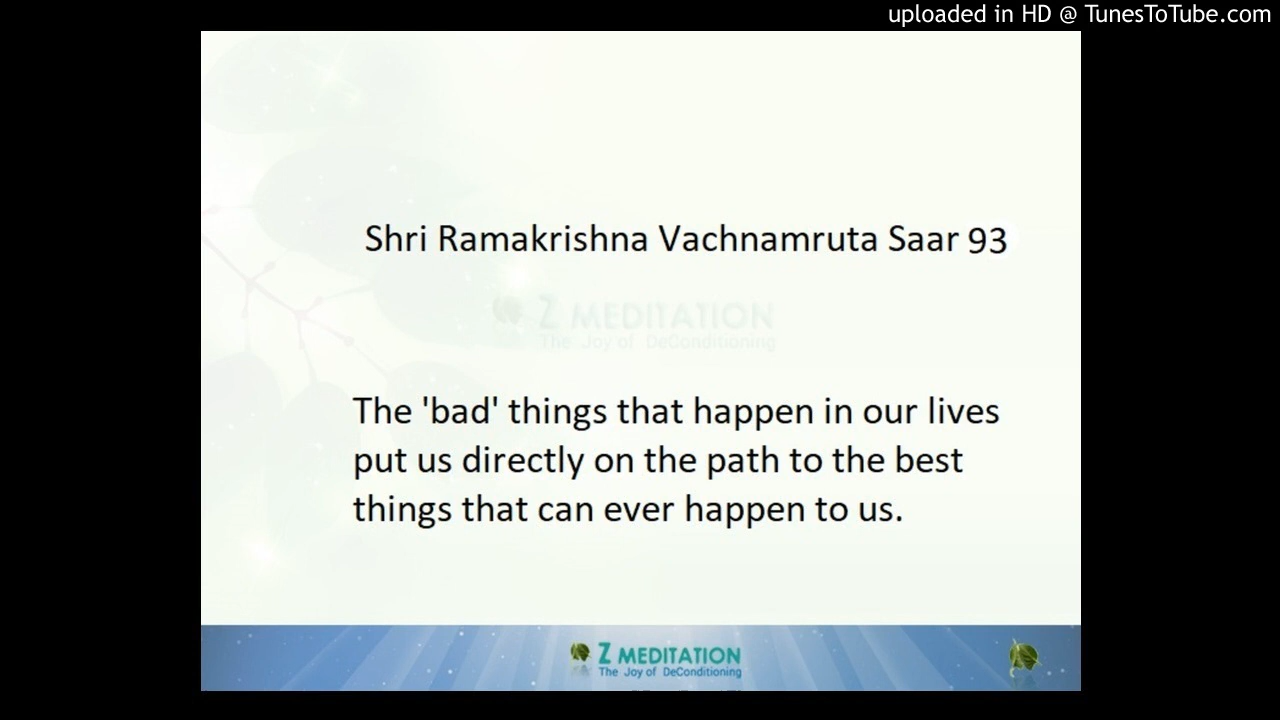 uploaded in HD @ TunesToTube.com
Shri Ramakrishna Vachnamruta Saar 93
Z MEDITATION
The Joy of DeConditioning
The 'bad' things that happen in our lives
put us directly on the path to the best
things that can ever happen to us.
Z MEDITATION
The Joy of DeConditioning